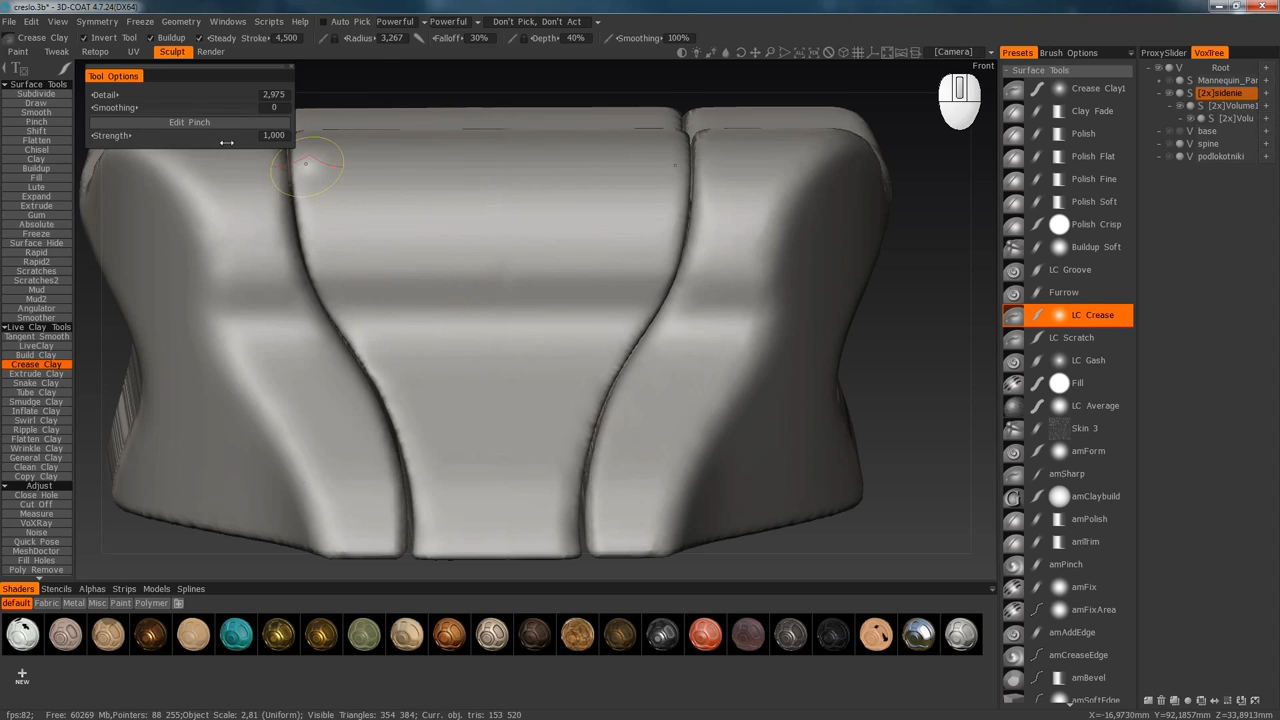 creslo.3b* - 3D-COAT 4.7.24(DX64)
File Edit View Symmetry Freeze Geometry Windows Scripts Help Auto Pick Powerful Powerful Don't Pick, Don't Act
Crease Clay Invert Tool Buildup Steady Stroke 4,500 Radius 3,267 Falloff 30% Depth 40% Smoothing 100% [Camera]
Paint Tweak Retopo UV Sculpt Render
Front
Tool Options
Detail 2,975
Smoothing 0
Edit Pinch
Strength 1,000
Surface Tools
Subdivide
Draw
Smooth
Pinch
Shift
Flatten
Chisel
Clay
Buildup
Fill
Lute
Expand
Extrude
Gum
Absolute
Freeze
Surface Hide
Rapid
Rapid2
Scratches
Scratches2
Mud
Mud2
Angulator
Smoother
Live Clay Tools
Tangent Smooth
LiveClay
Build Clay
Crease Clay
Extrude Clay
Snake Clay
Tube Clay
Smudge Clay
Inflate Clay
Swirl Clay
Ripple Clay
Flatten Clay
Wrinkle Clay
General Clay
Clean Clay
Copy Clay
Adjust
Close Hole
Cut Off
Measure
VoXRay
Noise
Quick Pose
MeshDoctor
Fill Holes
Poly Remove
Presets Brush Options
Surface Tools
Crease Clay1
Clay Fade
Polish
Polish Flat
Polish Fine
Polish Soft
Polish Crisp
Buildup Soft
LC Groove
Furrow
LC Crease
LC Scratch
LC Gash
Fill
LC Average
Skin 3
amForm
amSharp
amClaybuild
amPolish
amTrim
amPinch
amFix
amFixArea
amAddEdge
amCreaseEdge
amBevel
amSoftEdge
ProxySlider VoxTree
V Root +
S Mannequin_Par +
S [2x]sidenie +
S [2x]Volume1 +
S [2x]Volu +
V base +
V spine +
V podlokotniki +
Shaders Stencils Alphas Strips Models Splines
default Fabric Metal Misc Paint Polymer
NEW
fps:82; Free: 60269 Mb,Pointers: 88 255;Object Scale: 2,81 (Uniform); Visible Triangles: 354 384; Curr. obj. tris: 153 520
X=-16,9730mm Y=92,1857mm Z=33,8913mm